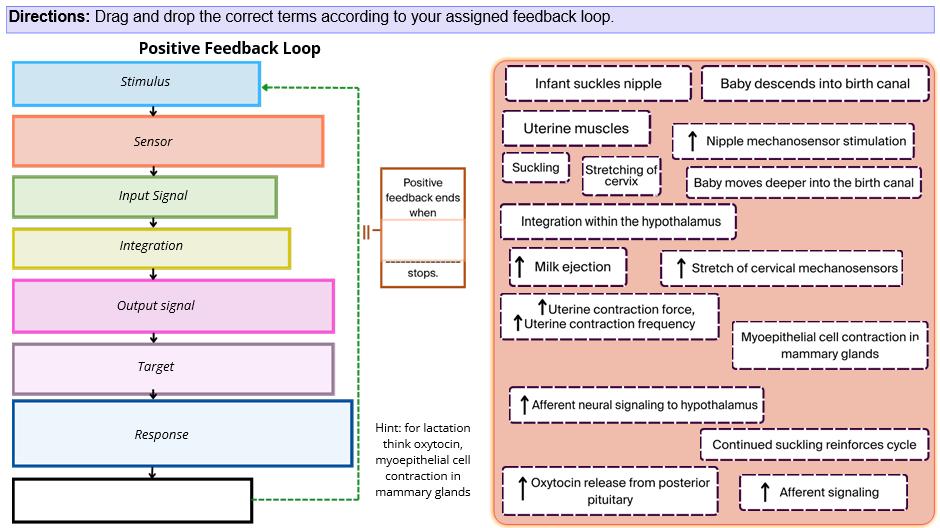 Directions: Drag and drop the correct terms according to your assigned feedback loop.
Positive Feedback Loop
Stimulus
Sensor
Input Signal
Integration
Output signal
Target
Response
Positive
feedback ends
when
stops.
Hint: for lactation
think oxytocin,
myoepithelial cell
contraction in
mammary glands
Infant suckles nipple
Baby descends into birth canal
Uterine muscles
↑ Nipple mechanosensor stimulation
Suckling
Stretching of
cervix
Baby moves deeper into the birth canal
Integration within the hypothalamus
↑ Milk ejection
↑ Stretch of cervical mechanosensors
↑ Uterine contraction force,
↑ Uterine contraction frequency
Myoepithelial cell contraction in
mammary glands
↑ Afferent neural signaling to hypothalamus
Continued suckling reinforces cycle
↑ Oxytocin release from posterior
pituitary
↑ Afferent signaling